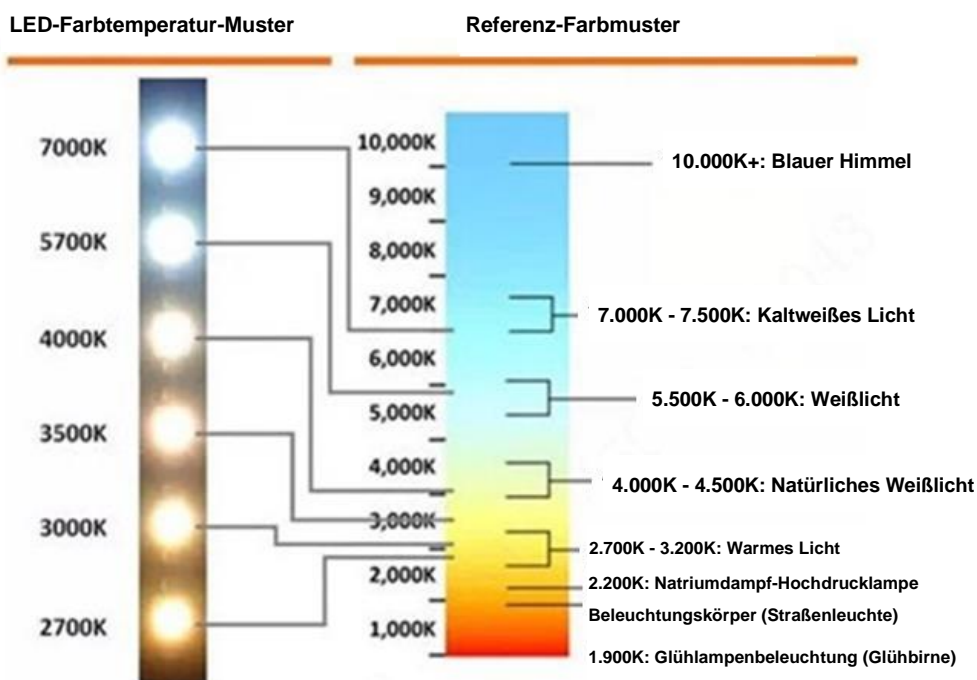 LED-Farbtemperatur-Muster
Referenz-Farbmuster
7000K
5700K
4000K
3500K
3000K
2700K
10,000K
9,000K
8,000K
7,000K
6,000K
5,000K
4,000K
3,000K
2,000K
1,000K
10.000K+: Blauer Himmel
7.000K - 7.500K: Kaltweißes Licht
5.500K - 6.000K: Weißlicht
4.000K - 4.500K: Natürliches Weißlicht
2.700K - 3.200K: Warmes Licht
2.200K: Natriumdampf-Hochdrucklampe
Beleuchtungskörper (Straßenleuchte)
1.900K: Glühlampenbeleuchtung (Glühbirne)